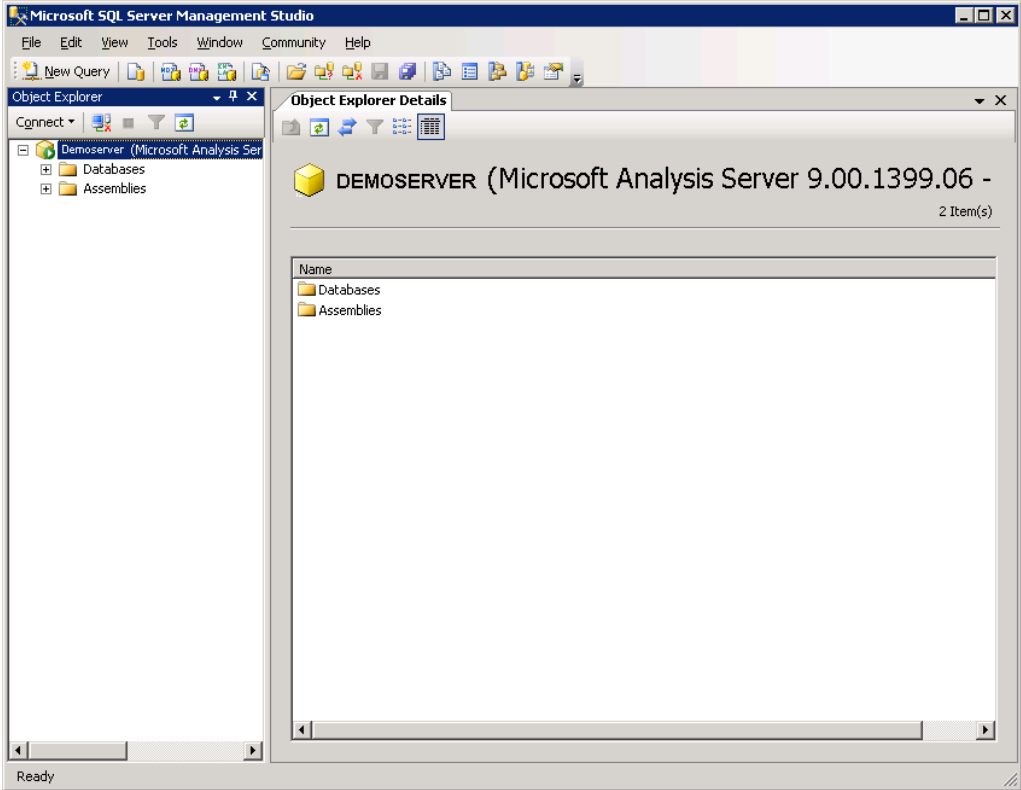 Microsoft SQL Server Management Studio
File Edit View Tools Window Community Help
New Query
Object Explorer
Connect
Demoserver (Microsoft Analysis Ser
Databases
Assemblies
Object Explorer Details
DEMOSERVER (Microsoft Analysis Server 9.00.1399.06 -
2 Item(s)
Name
Databases
Assemblies
Ready